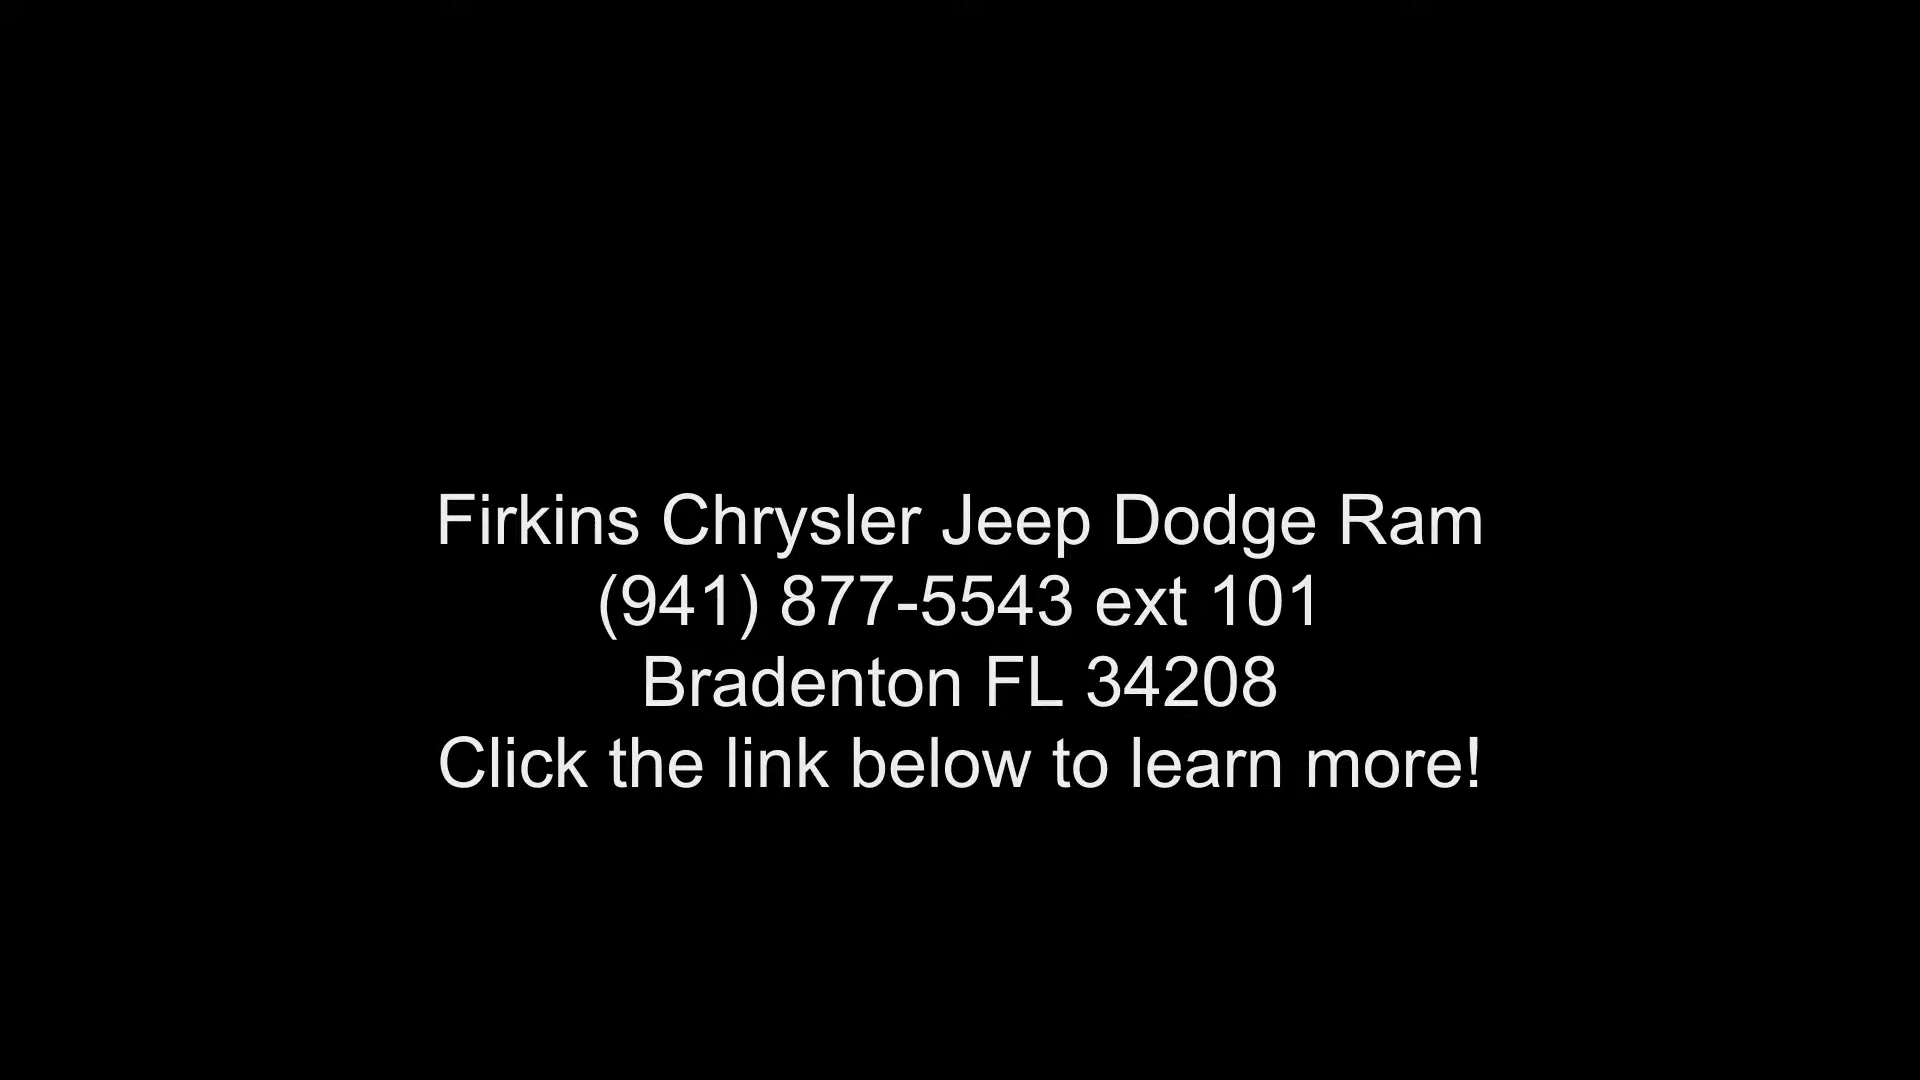 Firkins Chrysler Jeep Dodge Ram
(941) 877-5543 ext 101
Bradenton FL 34208
Click the link below to learn more!